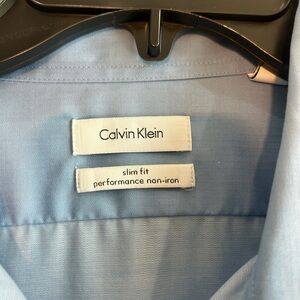 Calvin Klein
slim fit
performance non-iron